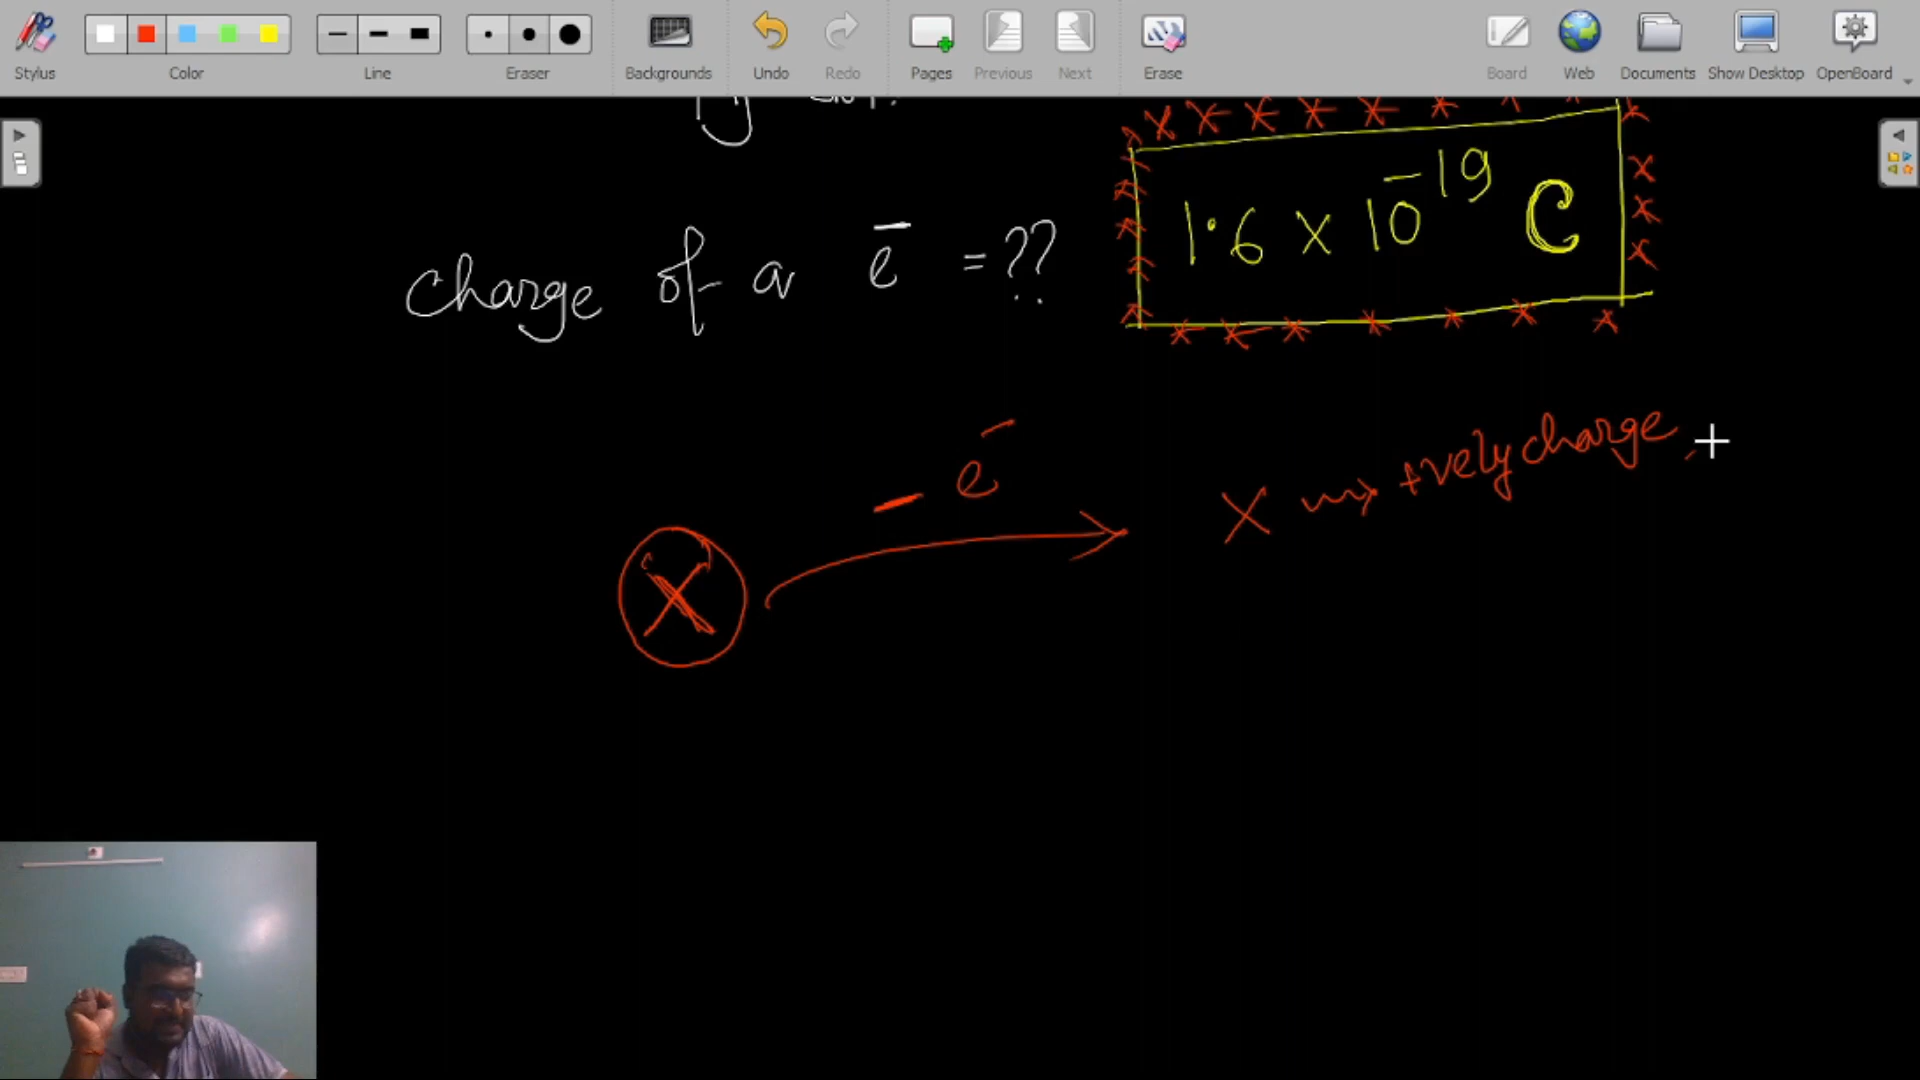 Stylus
Color
Line
Eraser
Backgrounds
Undo
Redo
Pages
Previous
Next
Erase
Board
Web
Documents
Show Desktop
OpenBoard
charge of a e⁻ = ??
1.6 x 10⁻¹⁹ C
- e⁻
X
X → +vely charge